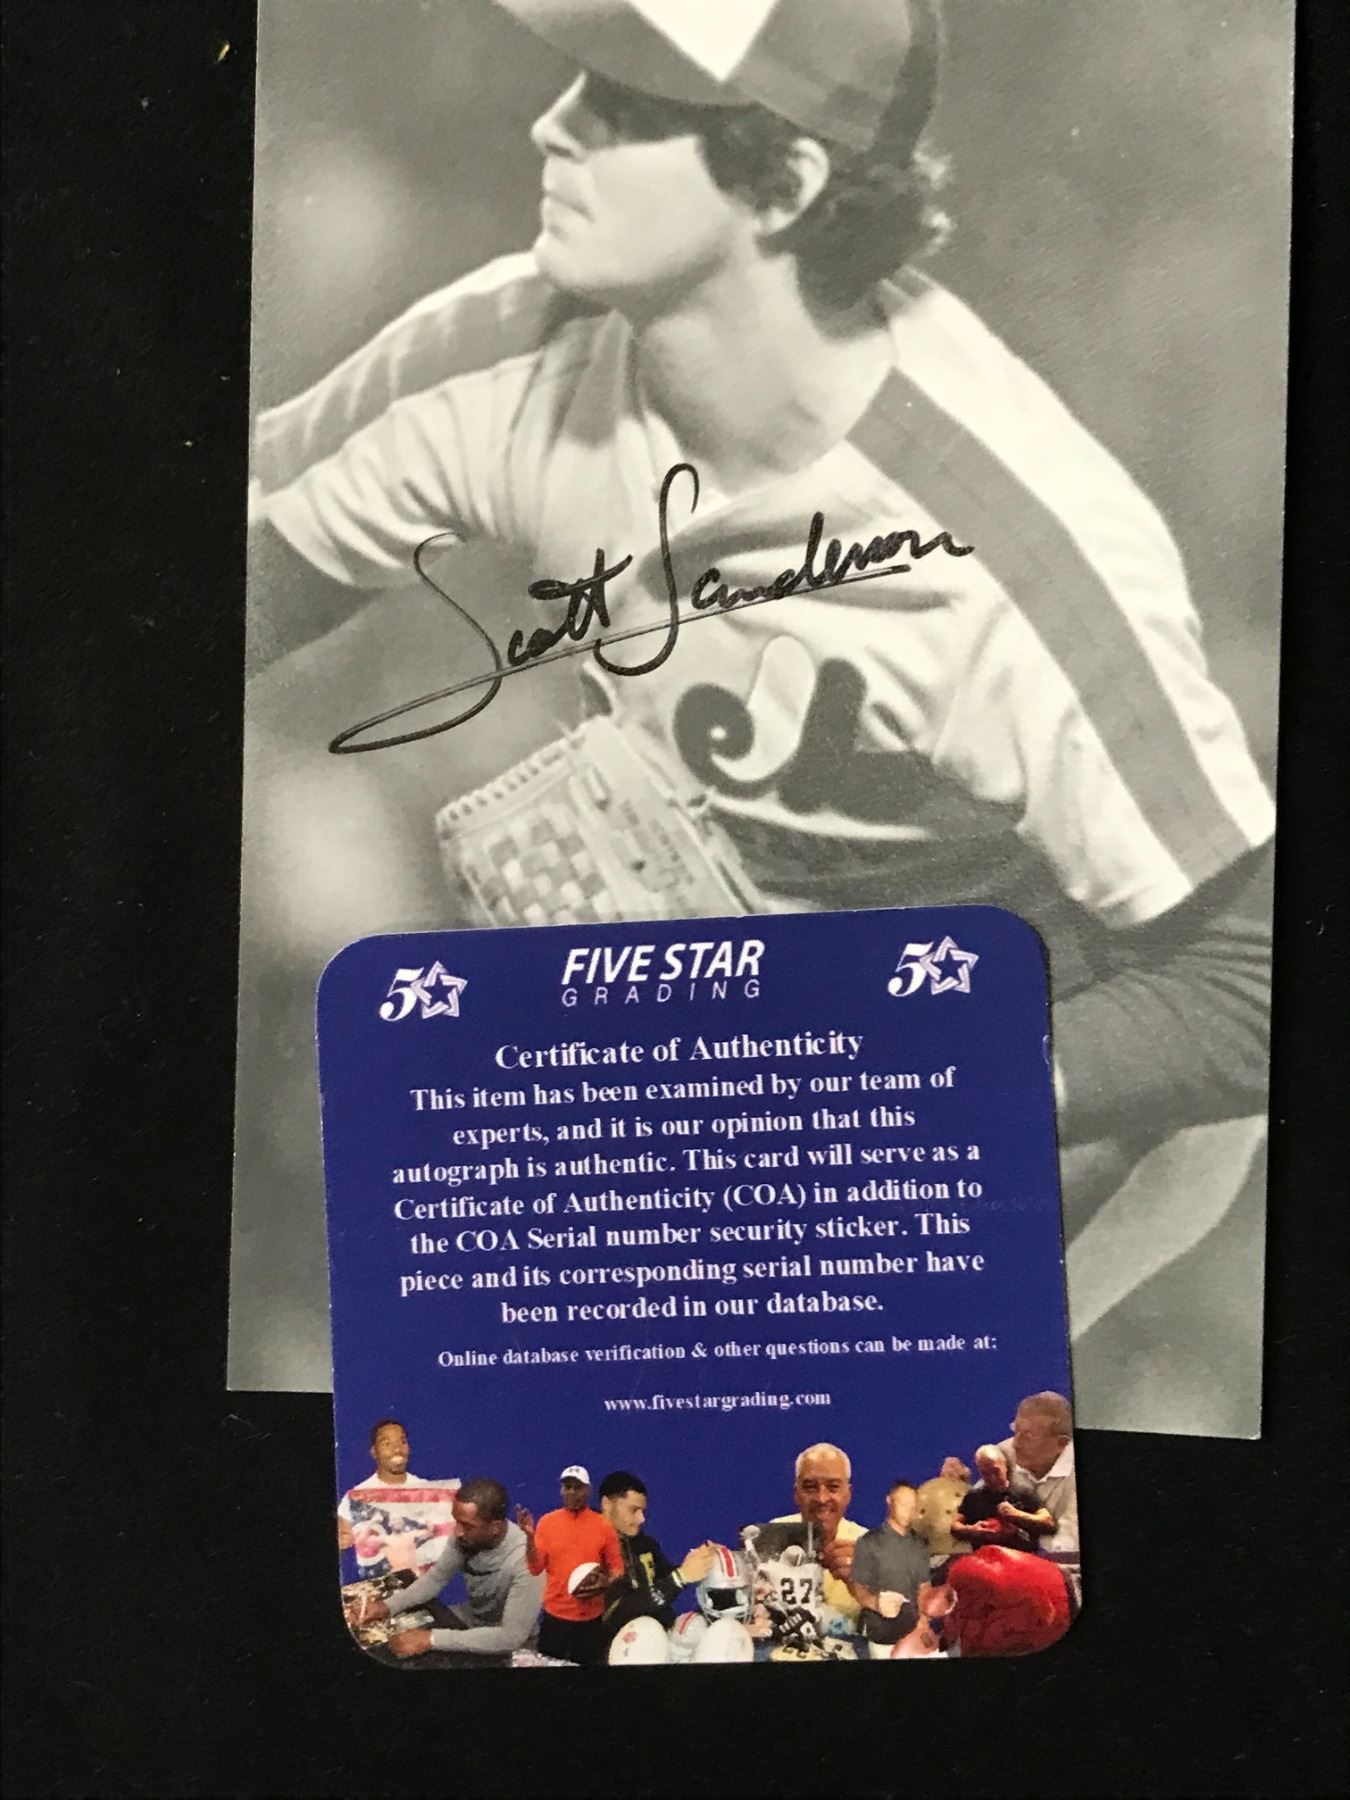 Scott Sanderson
5 FIVE STAR 5
GRADING
Certificate of Authenticity
This item has been examined by our team of
experts, and it is our opinion that this
autograph is authentic. This card will serve as a
Certificate of Authenticity (COA) in addition to
the COA Serial number security sticker. This
piece and its corresponding serial number have
been recorded in our database.
Online database verification & other questions can be made at:
www.fivestargrading.com
27